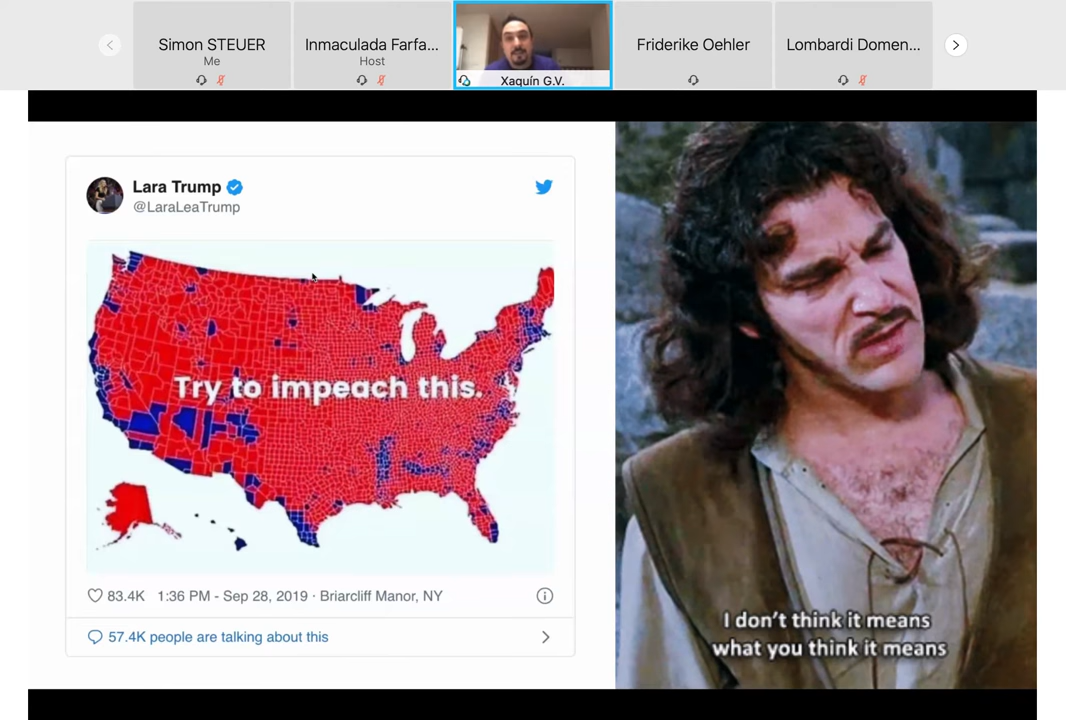 Simon STEUER
Me
Inmaculada Farfa...
Host
Xaquín G.V.
Friderike Oehler
Lombardi Domen...
Lara Trump
@LaraLeaTrump
Try to impeach this.
83.4K 1:36 PM - Sep 28, 2019 · Briarcliff Manor, NY
57.4K people are talking about this
I don't think it means
what you think it means